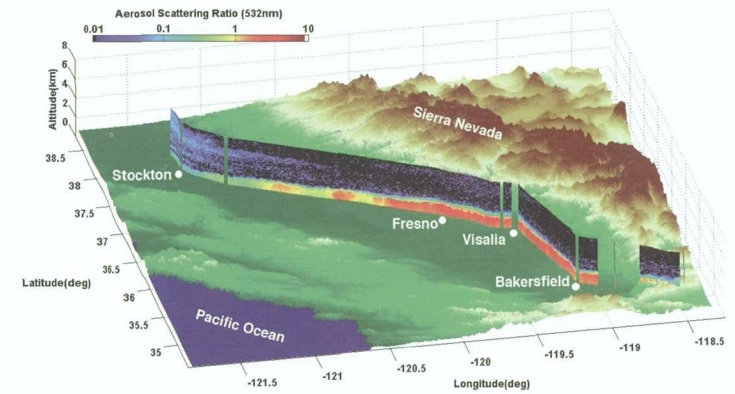 Aerosol Scattering Ratio (532nm)
0.01
0.1
1
10
8
6
4
2
0
Altitude(km)
Sierra Nevada
Stockton
Fresno
Visalia
Bakersfield
Pacific Ocean
38.5
38
37.5
37
36.5
36
35.5
35
Latitude(deg)
-121.5
-121
-120.5
-120
-119.5
-119
-118.5
Longitude(deg)